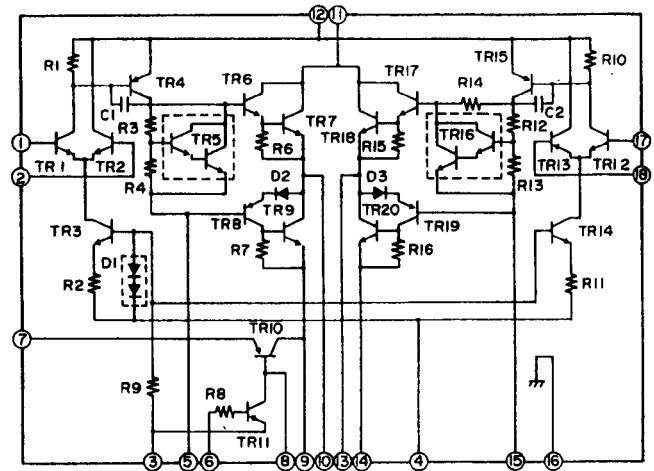 12 11
R1 TR4 TR6 TR17 TR15 R10
C1 R14 C2
R3 TR5 TR7 TR18 TR16 R12
1 R6 R15 17
TR1 TR2 TR13 TR12
2 R4 R13 18
D2 D3
TR9 TR20
TR3 TR8 TR19 TR14
D1 R7 R16
R2 R11
7 TR10
R9 R8
TR11
3 5 6 8 9 10 13 14 4 15 16